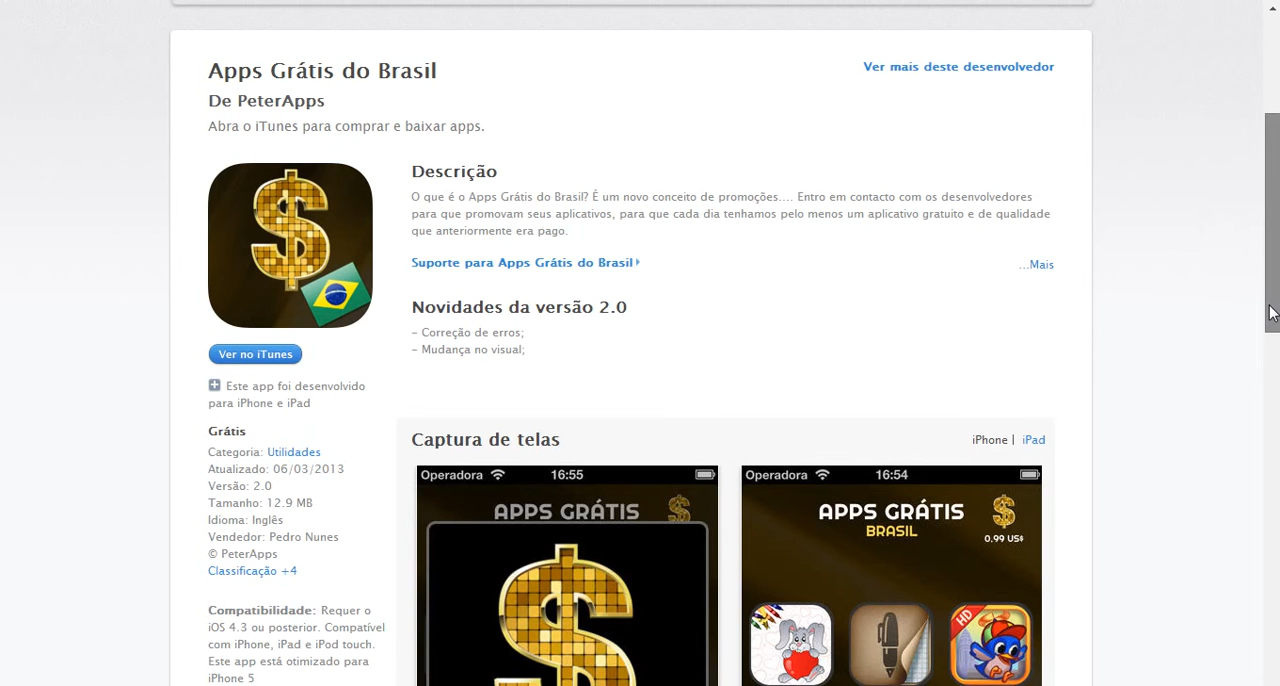 Apps Grátis do Brasil
Ver mais deste desenvolvedor
De PeterApps
Abra o iTunes para comprar e baixar apps.
Descrição
O que é o Apps Grátis do Brasil? É um novo conceito de promoções.... Entro em contacto com os desenvolvedores
para que promovam seus aplicativos, para que cada dia tenhamos pelo menos um aplicativo gratuito e de qualidade
que anteriormente era pago.
Suporte para Apps Grátis do Brasil
...Mais
Novidades da versão 2.0
- Correção de erros;
- Mudança no visual;
Ver no iTunes
Este app foi desenvolvido
para iPhone e iPad
Grátis
Categoria: Utilidades
Atualizado: 06/03/2013
Versão: 2.0
Tamanho: 12.9 MB
Idioma: Inglês
Vendedor: Pedro Nunes
© PeterApps
Classificação +4
Compatibilidade: Requer o
iOS 4.3 ou posterior. Compatível
com iPhone, iPad e iPod touch.
Este app está otimizado para
iPhone 5
Captura de telas
iPhone | iPad
Operadora 16:55
APPS GRÁTIS
Operadora 16:54
APPS GRÁTIS
BRASIL
0.99 US$
HD